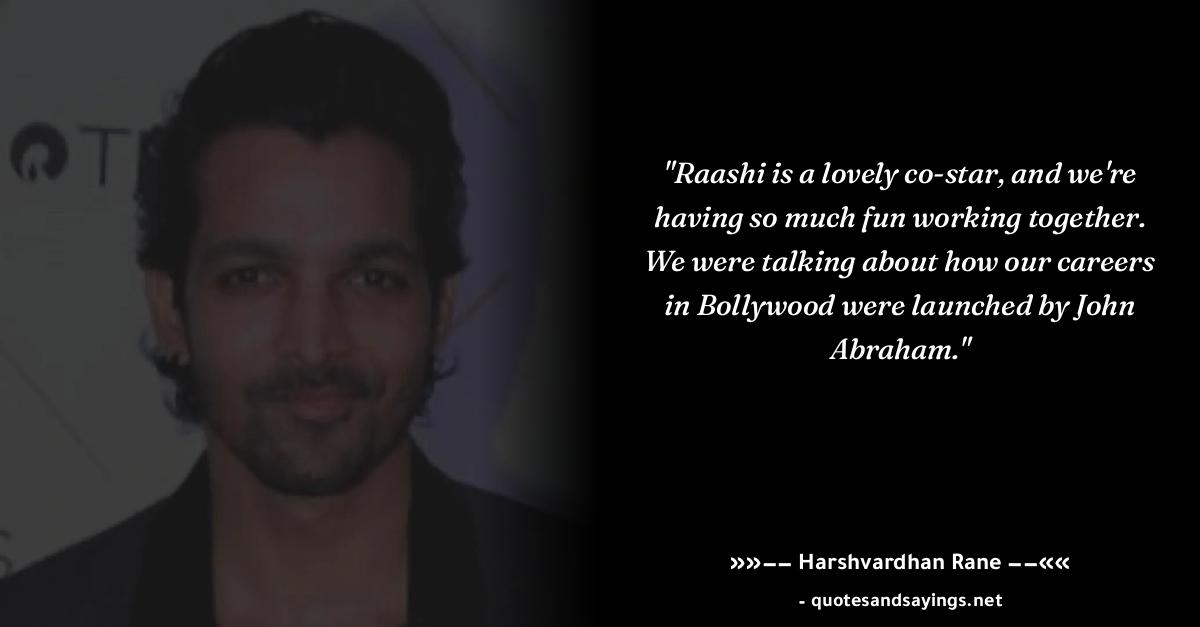 T
"Raashi is a lovely co-star, and we're
having so much fun working together.
We were talking about how our careers
in Bollywood were launched by John
Abraham."
S
»»–– Harshvardhan Rane ––««
- quotesandsayings.net